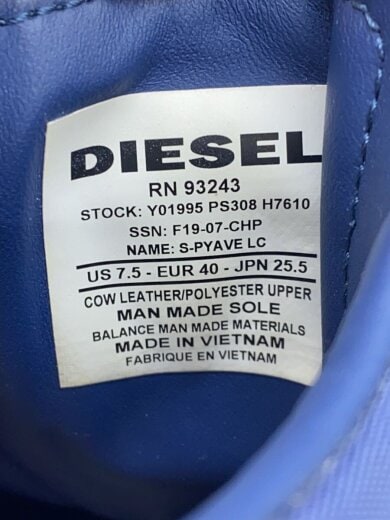 DIESEL
RN 93243
STOCK: Y01995 PS308 H7610
SSN: F19-07-CHP
NAME: S-PYAVE LC
US 7.5 - EUR 40 - JPN 25.5
COW LEATHER/POLYESTER UPPER
MAN MADE SOLE
BALANCE MAN MADE MATERIALS
MADE IN VIETNAM
FABRIQUE EN VIETNAM